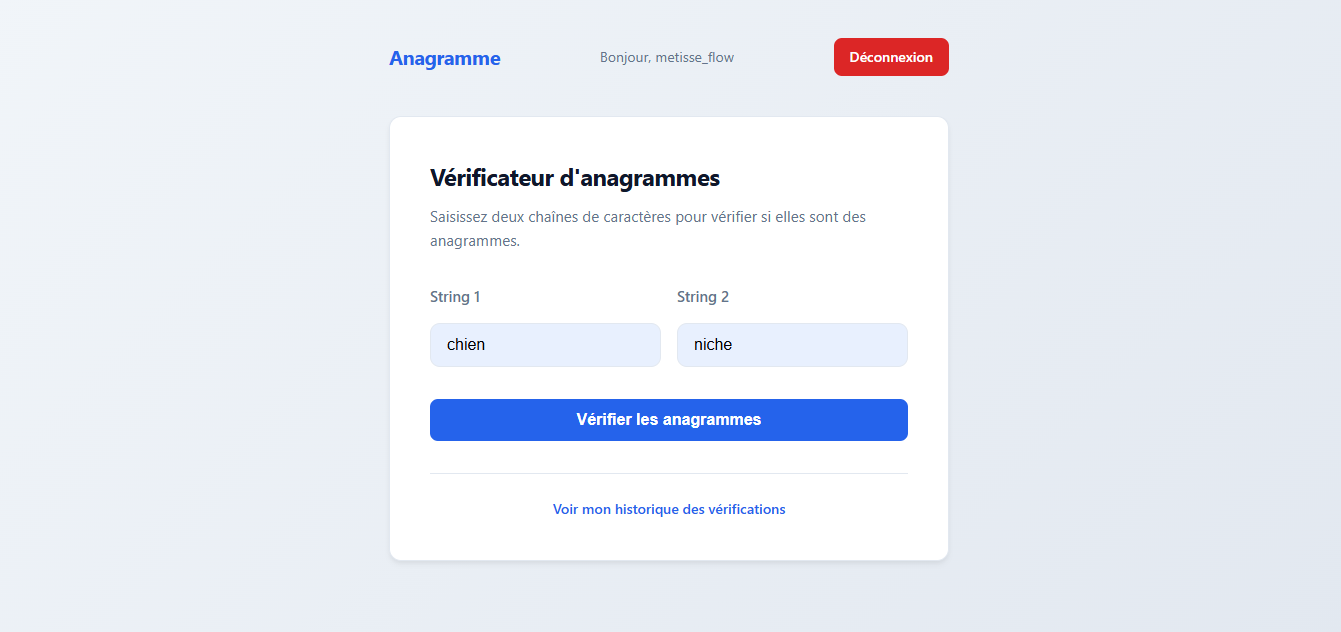 Anagramme
Bonjour, metisse_flow
Déconnexion
Vérificateur d'anagrammes
Saisissez deux chaînes de caractères pour vérifier si elles sont des
anagrammes.
String 1
String 2
chien
niche
Vérifier les anagrammes
Voir mon historique des vérifications